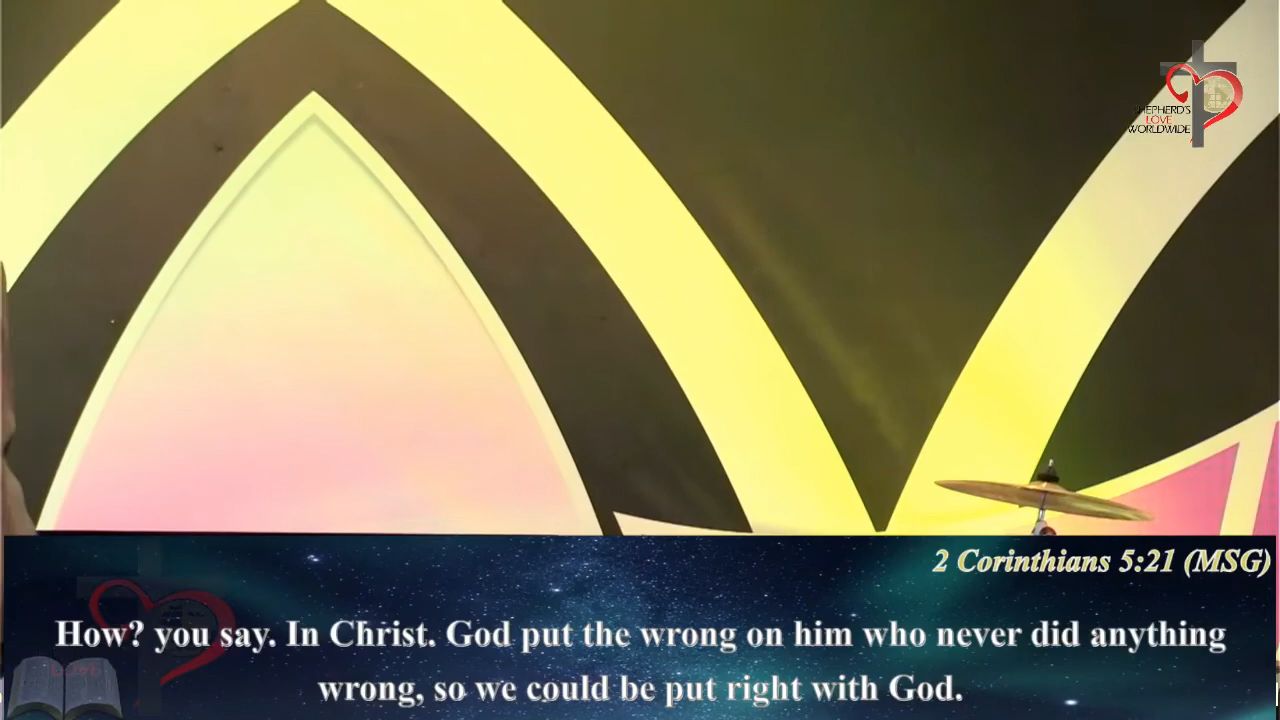 SHEPHERD'S
LOVE
WORLDWIDE
2 Corinthians 5:21 (MSG)
How? you say. In Christ. God put the wrong on him who never did anything
wrong, so we could be put right with God.